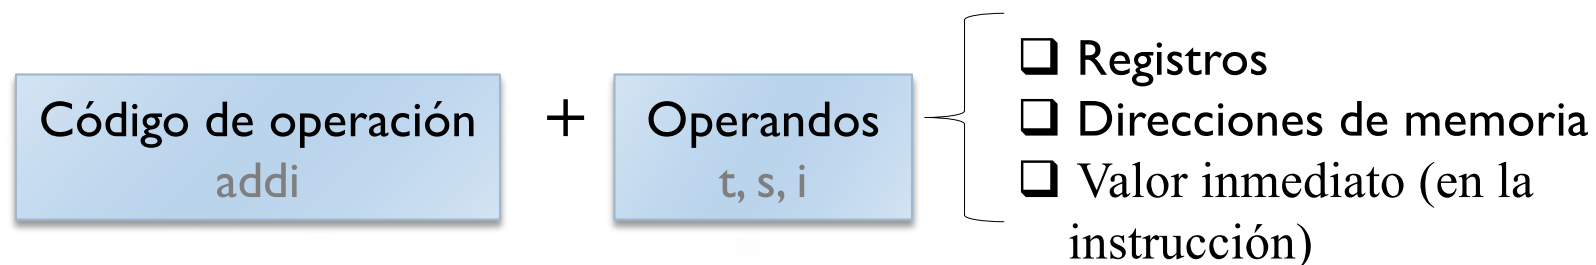 Código de operación
addi
+
Operandos
t, s, i
❑ Registros
❑ Direcciones de memoria
❑ Valor inmediato (en la
instrucción)